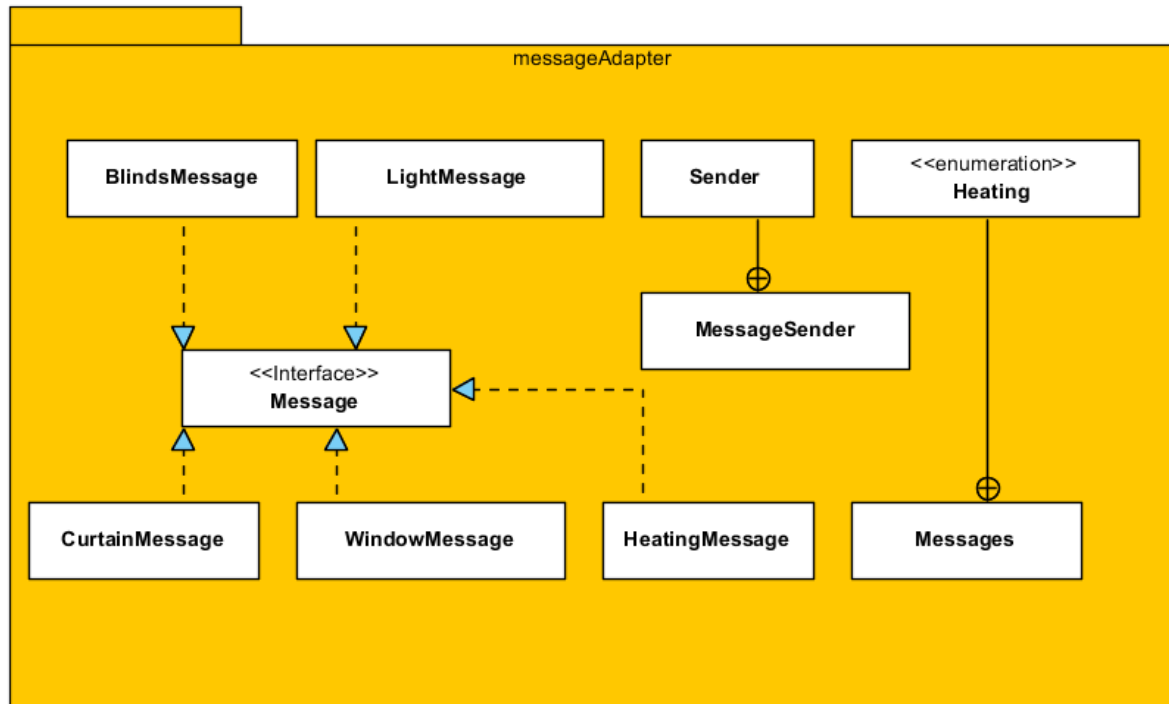 messageAdapter
BlindsMessage
LightMessage
Sender
<<enumeration>>
Heating
MessageSender
<<Interface>>
Message
CurtainMessage
WindowMessage
HeatingMessage
Messages